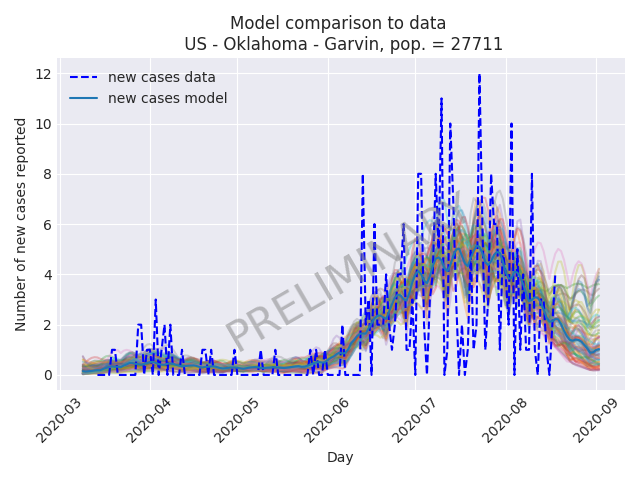 Model comparison to data
US - Oklahoma - Garvin, pop. = 27711
new cases data
new cases model
Number of new cases reported
12
10
8
6
4
2
0
PRELIMINARY
2020-03
2020-04
2020-05
2020-06
2020-07
2020-08
2020-09
Day